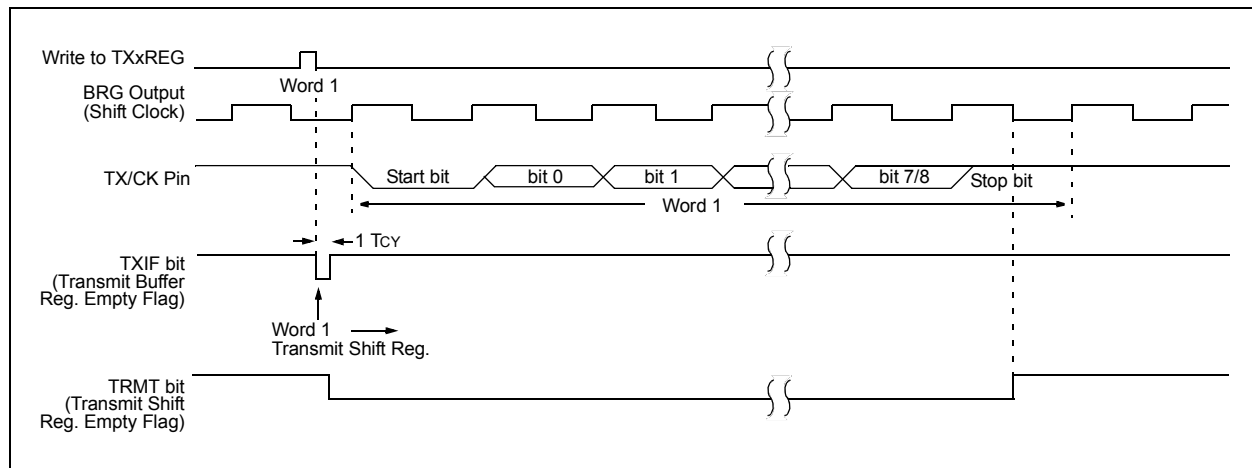 Write to TXxREG
Word 1
BRG Output
(Shift Clock)
TX/CK Pin
Start bit
bit 0
bit 1
bit 7/8
Stop bit
Word 1
1 TCY
TXIF bit
(Transmit Buffer
Reg. Empty Flag)
Word 1
Transmit Shift Reg.
TRMT bit
(Transmit Shift
Reg. Empty Flag)